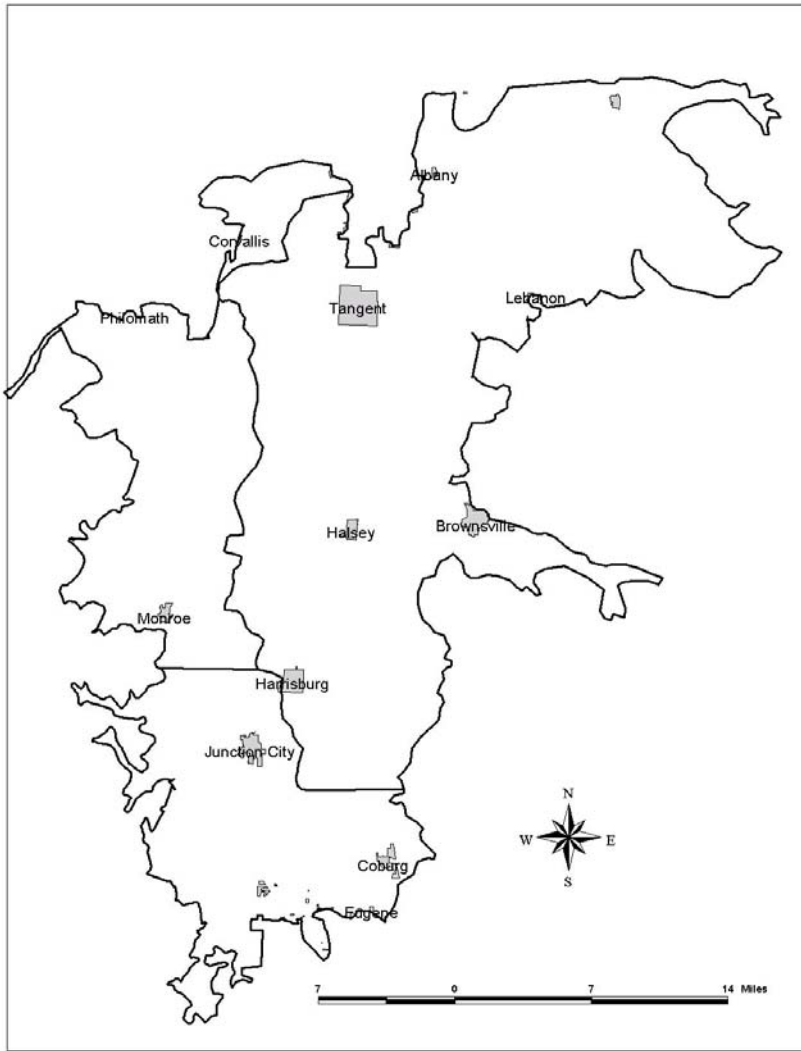 Albany
Corvallis
Lebanon
Tangent
Philomath
Brownsville
Halsey
Monroe
Harrisburg
Junction City
N
W E
S
Coburg
Eugene
7 0 7 14 Miles